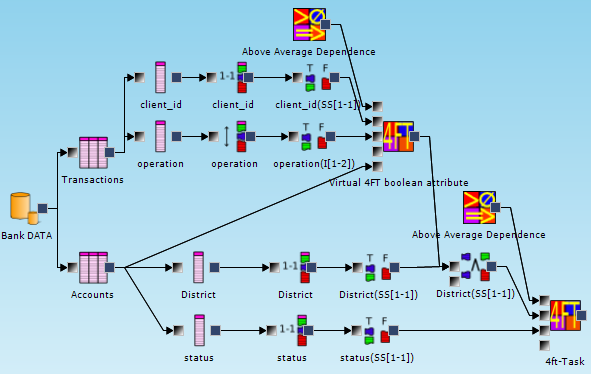 Above Average Dependence
T F
1-1
client_id
client_id
client_id(SS[1-1])
T F
4FT
operation
operation
operation(I[1-2])
Transactions
Virtual 4FT boolean attribute
Bank DATA
Above Average Dependence
1-1
T F
Accounts
District
District
District(SS[1-1])
District(SS[1-1])
1-1
T F
4FT
status
status
status(SS[1-1])
4ft-Task